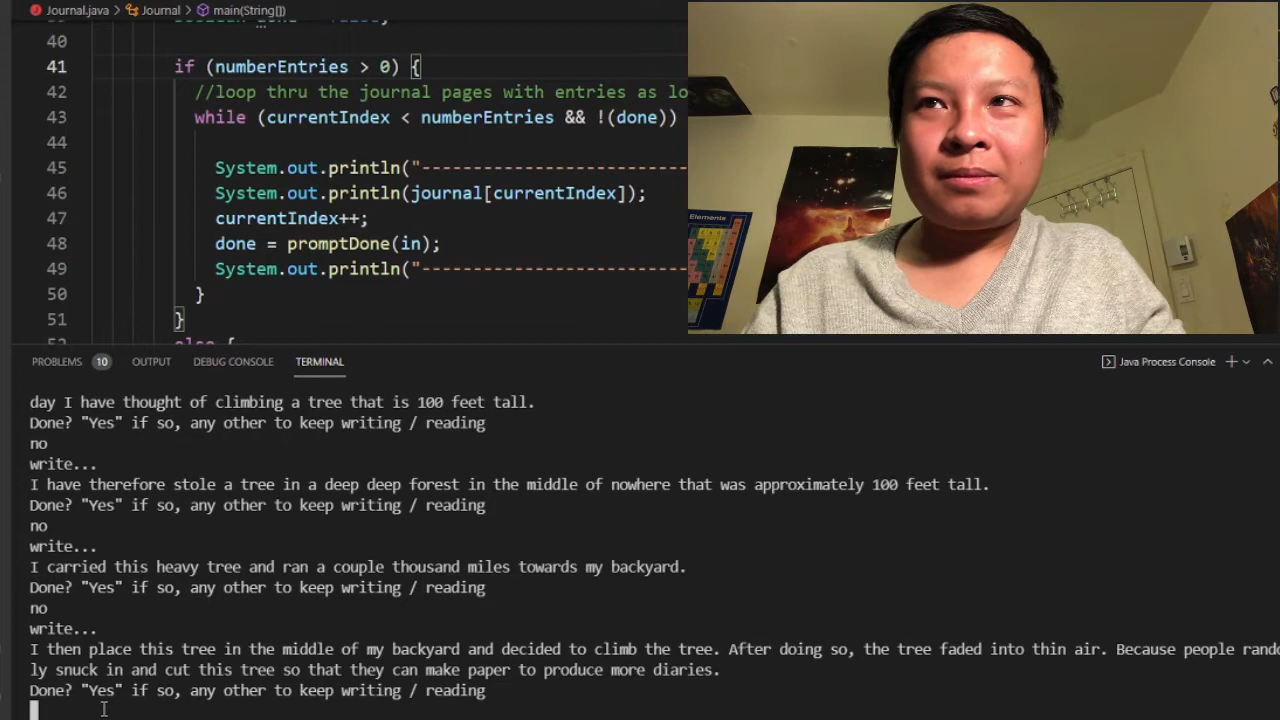 Journal.java > Journal > main(String[])
40
41 if (numberEntries > 0) {
42 //loop thru the journal pages with entries as lo
43 while (currentIndex < numberEntries && !(done))
44
45 System.out.println("--------------------------------
46 System.out.println(journal[currentIndex]);
47 currentIndex++;
48 done = promptDone(in);
49 System.out.println("--------------------------------
50 }
51 }
else {
Elements
PROBLEMS 10 OUTPUT DEBUG CONSOLE TERMINAL Java Process Console
day I have thought of climbing a tree that is 100 feet tall.
Done? "Yes" if so, any other to keep writing / reading
no
write...
I have therefore stole a tree in a deep deep forest in the middle of nowhere that was approximately 100 feet tall.
Done? "Yes" if so, any other to keep writing / reading
no
write...
I carried this heavy tree and ran a couple thousand miles towards my backyard.
Done? "Yes" if so, any other to keep writing / reading
no
write...
I then place this tree in the middle of my backyard and decided to climb the tree. After doing so, the tree faded into thin air. Because people rando
ly snuck in and cut this tree so that they can make paper to produce more diaries.
Done? "Yes" if so, any other to keep writing / reading